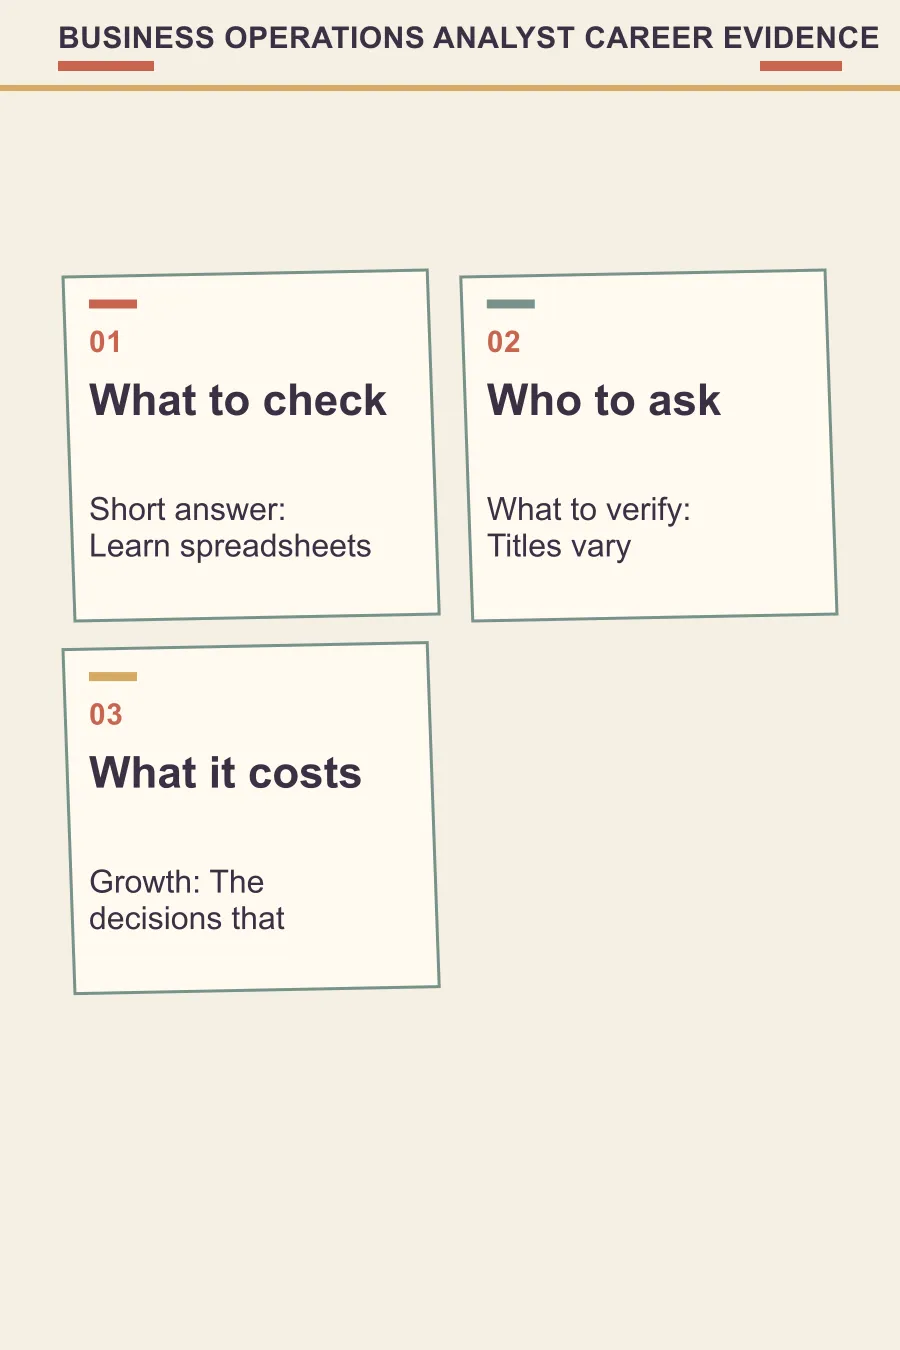 BUSINESS OPERATIONS ANALYST CAREER EVIDENCE
01
What to check
Short answer:
Learn spreadsheets
02
Who to ask
What to verify:
Titles vary
03
What it costs
Growth: The
decisions that